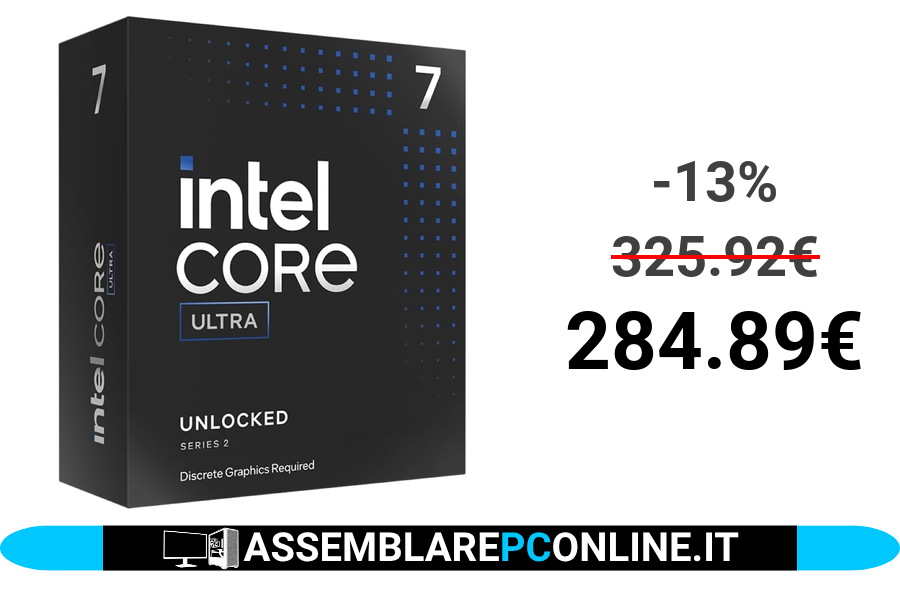 7
7
intel
CORE
ULTRA
UNLOCKED
SERIES 2
Discrete Graphics Required
intel CORE ULTRA
-13%
325.92€
284.89€
ASSEMBLAREPCONLINE.IT